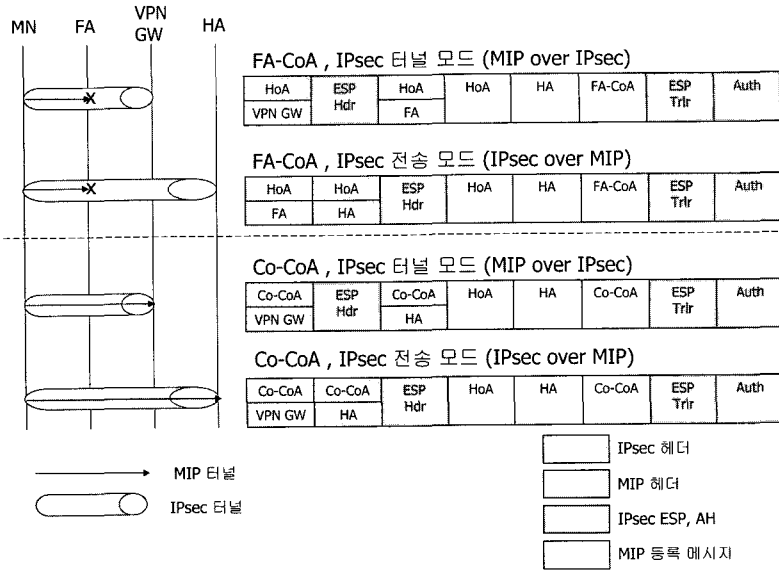 MN FA VPN GW HA
FA-CoA , IPsec 터널 모드 (MIP over IPsec)
HoA ESP HoA HoA HA FA-CoA ESP Auth
VPN GW Hdr FA Trlr
FA-CoA, IPsec 전송 모드 (IPsec over MIP)
HoA HoA ESP HoA HA FA-CoA ESP Auth
FA HA Hdr Trlr
Co-CoA , IPsec 터널 모드 (MIP over IPsec)
Co-CoA ESP Co-CoA HoA HA Co-CoA ESP Auth
VPN GW Hdr HA Trlr
Co-CoA , IPsec 전송 모드 (IPsec over MIP)
Co-CoA Co-CoA ESP HoA HA Co-CoA ESP Auth
VPN GW HA Hdr Trlr
MIP 터널
IPsec 터널
IPsec 헤더
MIP 헤더
IPsec ESP, AH
MIP 등록 메시지